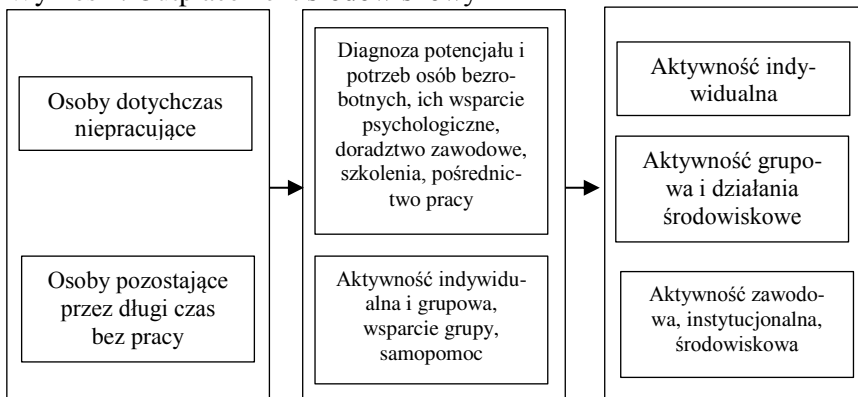 Osoby dotychczas
niepracujące
Osoby pozostające
przez długi czas
bez pracy
Diagnoza potencjału i
potrzeb osób bezro-
botnych, ich wsparcie
psychologiczne,
doradztwo zawodowe,
szkolenia, pośrednic-
two pracy
Aktywność indywidu-
alna i grupowa,
wsparcie grupy,
samopomoc
Aktywność indy-
widualna
Aktywność grupo-
wa i działania
środowiskowe
Aktywność zawodo-
wa, instytucjonalna,
środowiskowa